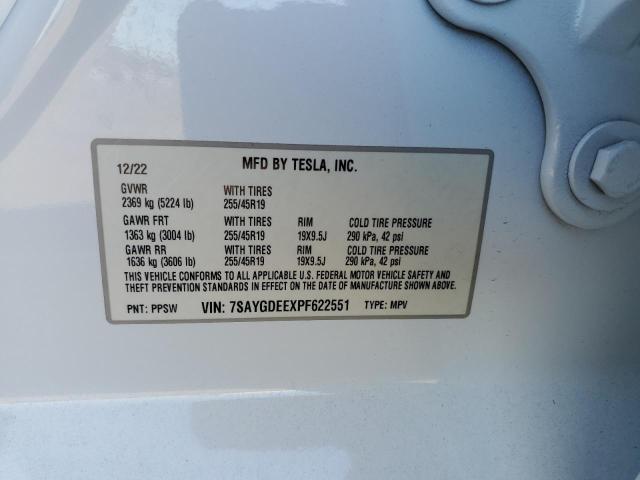 12/22 MFD BY TESLA, INC.
GVWR WITH TIRES
2369 kg (5224 lb) 255/45R19
GAWR FRT WITH TIRES RIM COLD TIRE PRESSURE
1363 kg (3004 lb) 255/45R19 19X9.5J 290 kPa, 42 psi
GAWR RR WITH TIRES RIM COLD TIRE PRESSURE
1636 kg (3606 lb) 255/45R19 19X9.5J 290 kPa, 42 psi
THIS VEHICLE CONFORMS TO ALL APPLICABLE U.S. FEDERAL MOTOR VEHICLE SAFETY AND
THEFT PREVENTION STANDARDS IN EFFECT ON THE DATE OF MANUFACTURE SHOWN ABOVE.
PNT: PPSW VIN: 7SAYGDEEXPF622551 TYPE: MPV